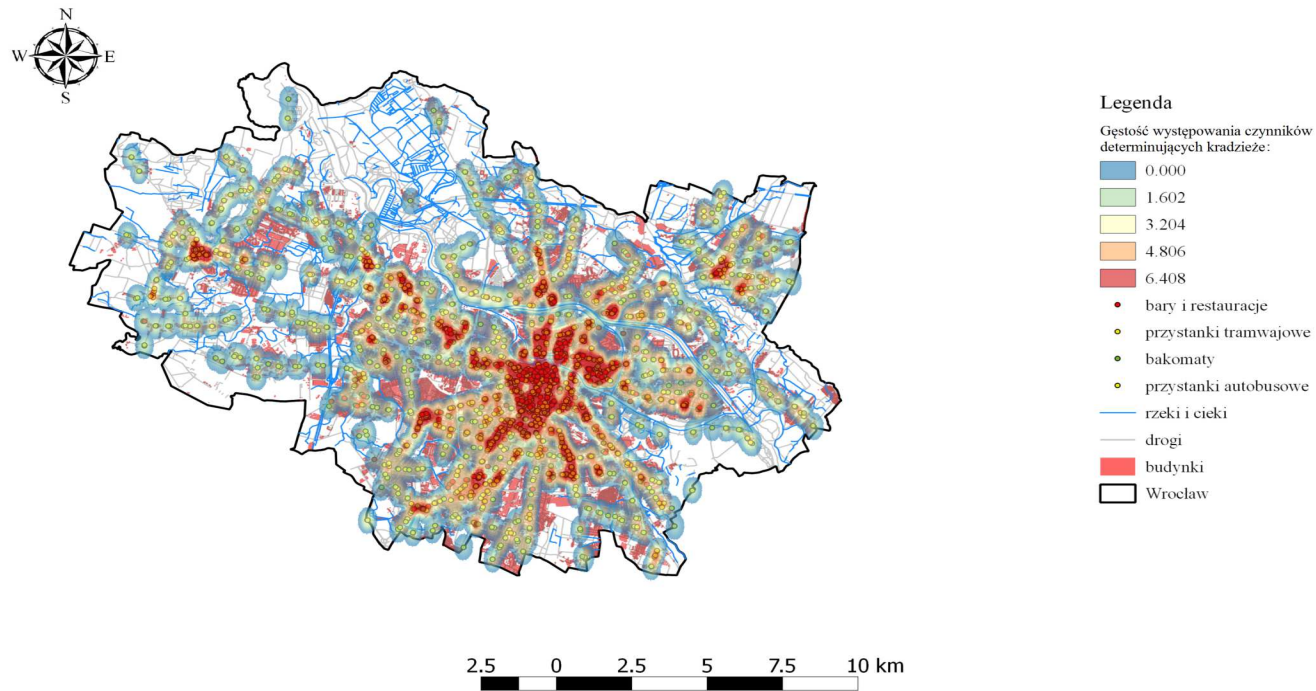 N
W E
S
Legenda
Gęstość występowania czynników
determinujących kradzieże:
0.000
1.602
3.204
4.806
6.408
bary i restauracje
przystanki tramwajowe
bakomaty
przystanki autobusowe
rzeki i cieki
drogi
budynki
Wrocław
2.5 0 2.5 5 7.5 10 km